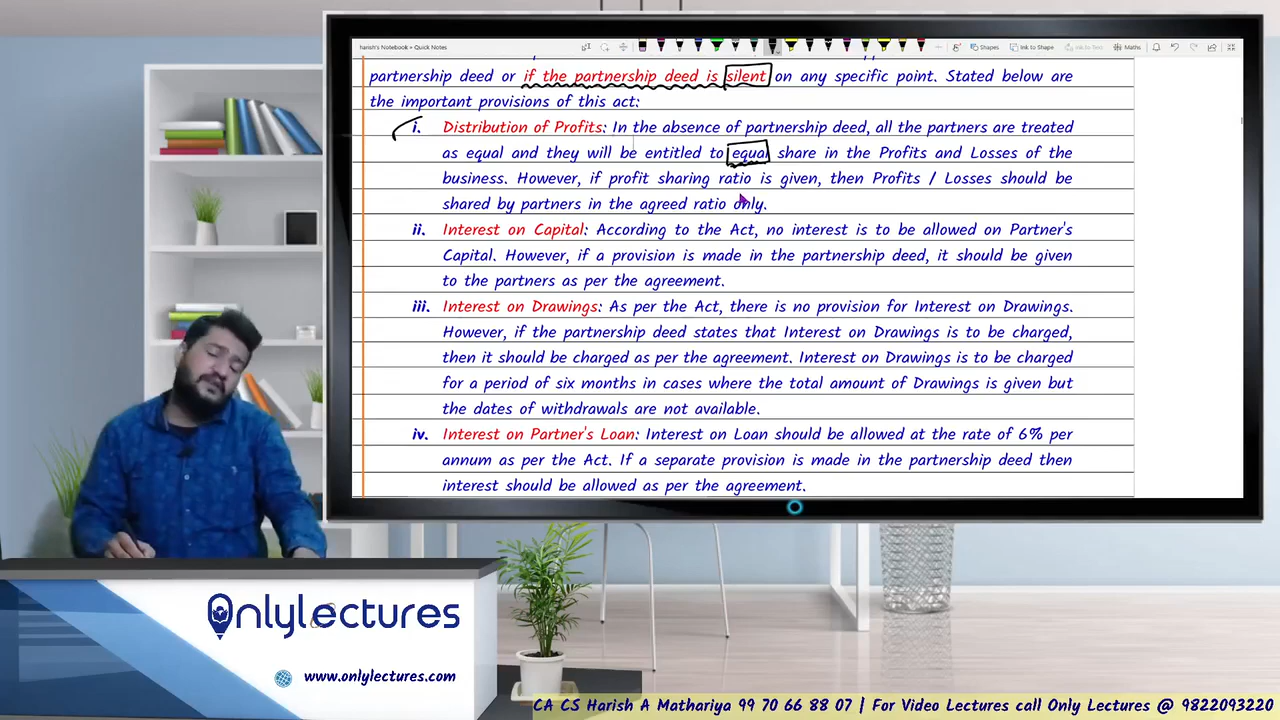 harish's Notebook > Quick Notes
Shapes
Ink to Shape
Ink to Text
Maths
partnership deed or if the partnership deed is silent on any specific point. Stated below are
the important provisions of this act:
i. Distribution of Profits: In the absence of partnership deed, all the partners are treated
as equal and they will be entitled to equal share in the Profits and Losses of the
business. However, if profit sharing ratio is given, then Profits / Losses should be
shared by partners in the agreed ratio only.
ii. Interest on Capital: According to the Act, no interest is to be allowed on Partner's
Capital. However, if a provision is made in the partnership deed, it should be given
to the partners as per the agreement.
iii. Interest on Drawings: As per the Act, there is no provision for Interest on Drawings.
However, if the partnership deed states that Interest on Drawings is to be charged,
then it should be charged as per the agreement. Interest on Drawings is to be charged
for a period of six months in cases where the total amount of Drawings is given but
the dates of withdrawals are not available.
iv. Interest on Partner's Loan: Interest on Loan should be allowed at the rate of 6% per
annum as per the Act. If a separate provision is made in the partnership deed then
interest should be allowed as per the agreement.
Onlylectures
www.onlylectures.com
CA CS Harish A Mathariya 99 70 66 88 07 | For Video Lectures call Only Lectures @ 9822093220